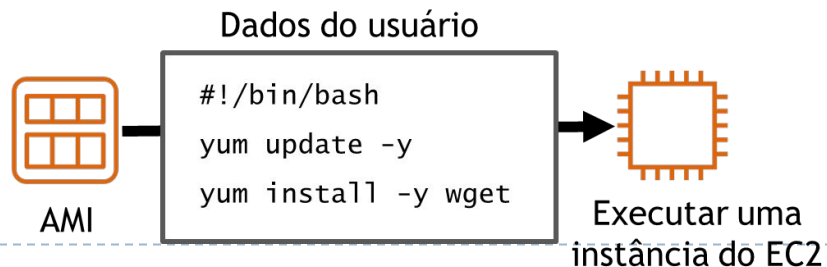 Dados do usuário
#!/bin/bash
yum update -y
yum install -y wget
AMI
Executar uma
instância do EC2